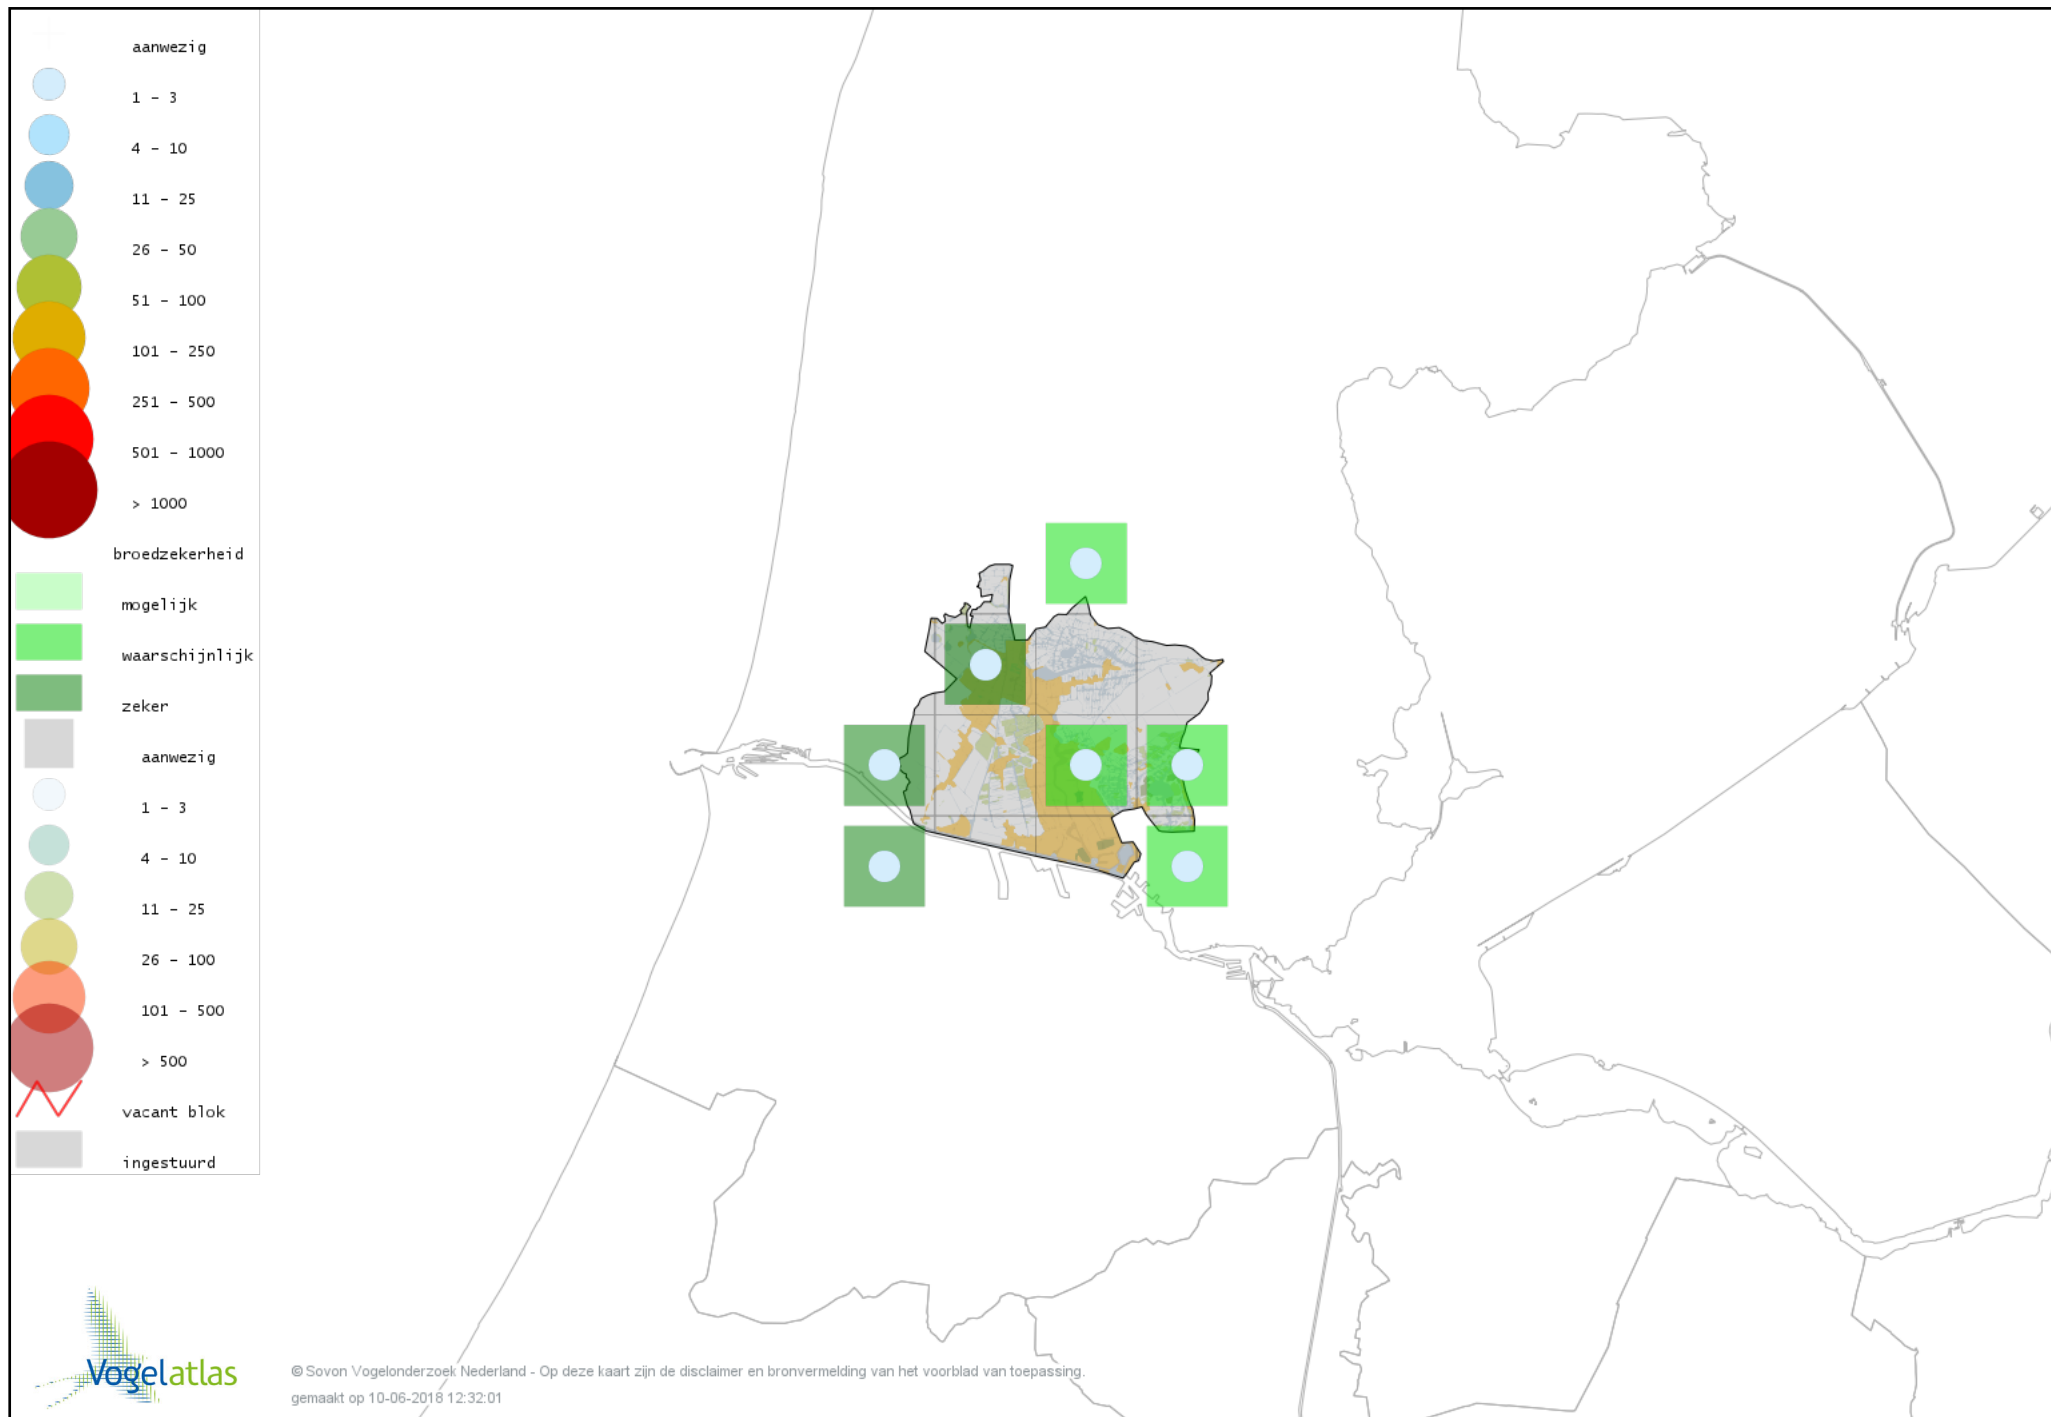 aanwezig
1 - 3
4 - 10
11 - 25
26 - 50
51 - 100
101 - 250
251 - 500
501 - 1000
> 1000
broedzekerheid
mogelijk
waarschijnlijk
zeker
aanwezig
1 - 3
4 - 10
11 - 25
26 - 100
101 - 500
> 500
vacant blok
ingestuurd
Vogelatlas
© Sovon Vogelonderzoek Nederland - Op deze kaart zijn de disclaimer en bronvermelding van het voorblad van toepassing.
gemaakt op 10-06-2018 12:32:01